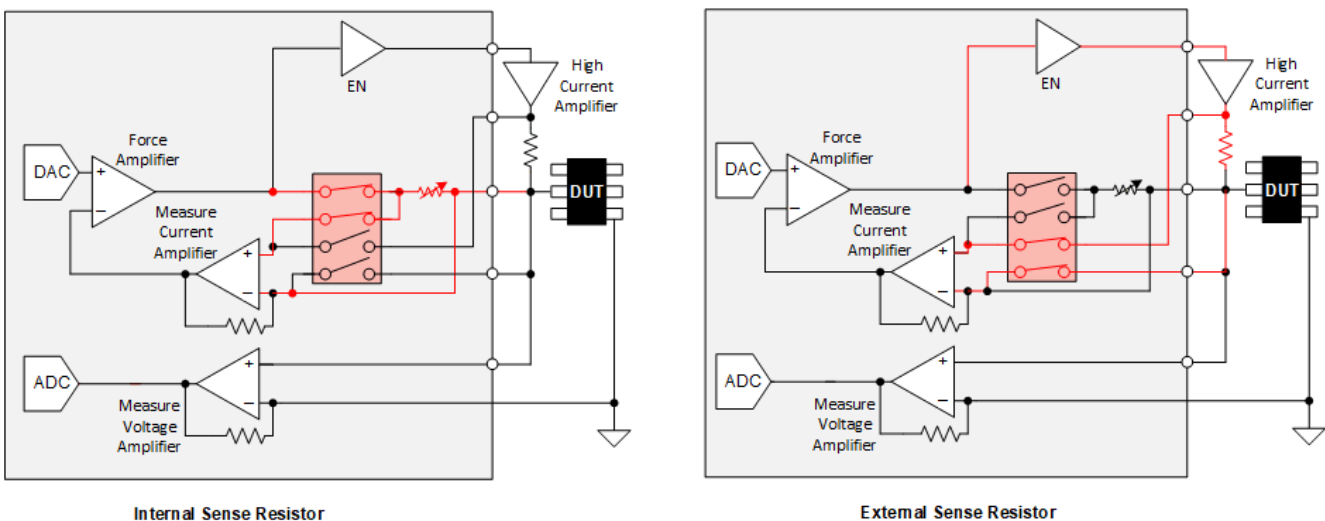 EN
High
Current
Amplifier
Force
Amplifier
DAC
+
−
DUT
Measure
Current
Amplifier
+
−
ADC
+
−
Measure
Voltage
Amplifier
Internal Sense Resistor
EN
High
Current
Amplifier
Force
Amplifier
DAC
+
−
DUT
Measure
Current
Amplifier
+
−
ADC
+
−
Measure
Voltage
Amplifier
External Sense Resistor